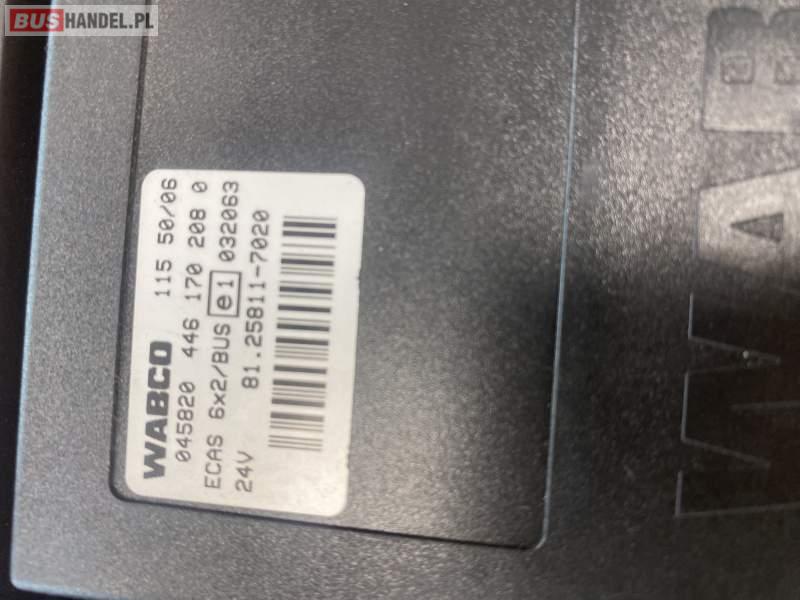 BUSHANDEL.PL
WABCO 115 50/06
045820 446 170 208 0
ECAS 6x2/BUS e1 032063
24V 81.25811-7020
WAB